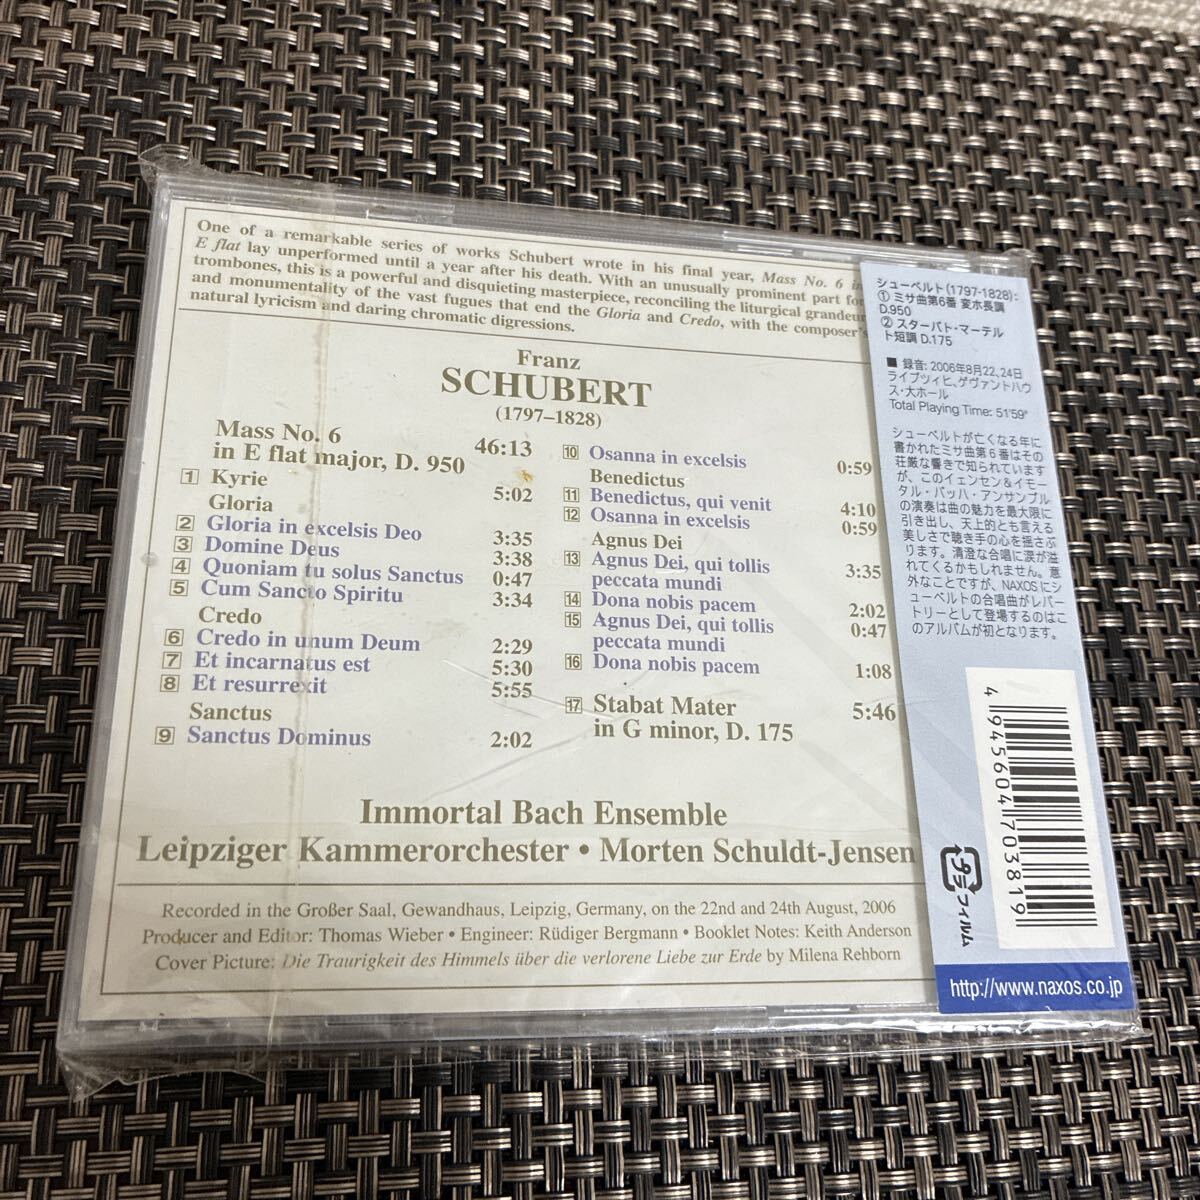 One of a remarkable series of works Schubert wrote in his final year, Mass No. 6 in
E flat lay unperformed until a year after his death. With an unusually prominent part for
trombones, this is a powerful and disquieting masterpiece, reconciling the liturgical grandeur
and monumentality of the vast fugues that end the Gloria and Credo, with the composer's
natural lyricism and daring chromatic digressions.
Franz
SCHUBERT
(1797–1828)
Mass No. 6
in E flat major, D. 950 46:13
1 Kyrie 5:02
Gloria
2 Gloria in excelsis Deo 3:35
3 Domine Deus 3:38
4 Quoniam tu solus Sanctus 0:47
5 Cum Sancto Spiritu 3:34
Credo
6 Credo in unum Deum 2:29
7 Et incarnatus est 5:30
8 Et resurrexit 5:55
Sanctus
9 Sanctus Dominus 2:02
10 Osanna in excelsis 0:59
Benedictus
11 Benedictus, qui venit 4:10
12 Osanna in excelsis 0:59
Agnus Dei
13 Agnus Dei, qui tollis 3:35
peccata mundi
14 Dona nobis pacem 2:02
15 Agnus Dei, qui tollis 0:47
peccata mundi
16 Dona nobis pacem 1:08
17 Stabat Mater 5:46
in G minor, D. 175
Immortal Bach Ensemble
Leipziger Kammerorchester • Morten Schuldt-Jensen
Recorded in the Großer Saal, Gewandhaus, Leipzig, Germany, on the 22nd and 24th August, 2006
Producer and Editor: Thomas Wieber • Engineer: Rüdiger Bergmann • Booklet Notes: Keith Anderson
Cover Picture: Die Traurigkeit des Himmels über die verlorene Liebe zur Erde by Milena Rehborn
シューベルト(1797-1828):
① ミサ曲第6番 変ホ長調
D.950
② スターバト・マーテル
ト短調 D.175
■ 録音: 2006年8月22、24日
ライプツィヒ、ゲヴァントハウ
ス・大ホール
Total Playing Time: 51'59"
シューベルトが亡くなる年に
書かれたミサ曲第6番はその
荘厳な響きで知られています
が、このイェンセン&イモー
タル・バッハ・アンサンブル
の演奏は曲の魅力を最大限に
引き出し、天上的とも言える
美しさで聴き手の心を揺さぶ
ります。清澄な合唱に涙が溢
れてくるかもしれません。意
外なことですが、NAXOSにシ
ューベルトの合唱曲がレパー
トリーとして登場するのはこ
のアルバムが初となります。
4 945604 703819
プラ
フィルム
http://www.naxos.co.jp